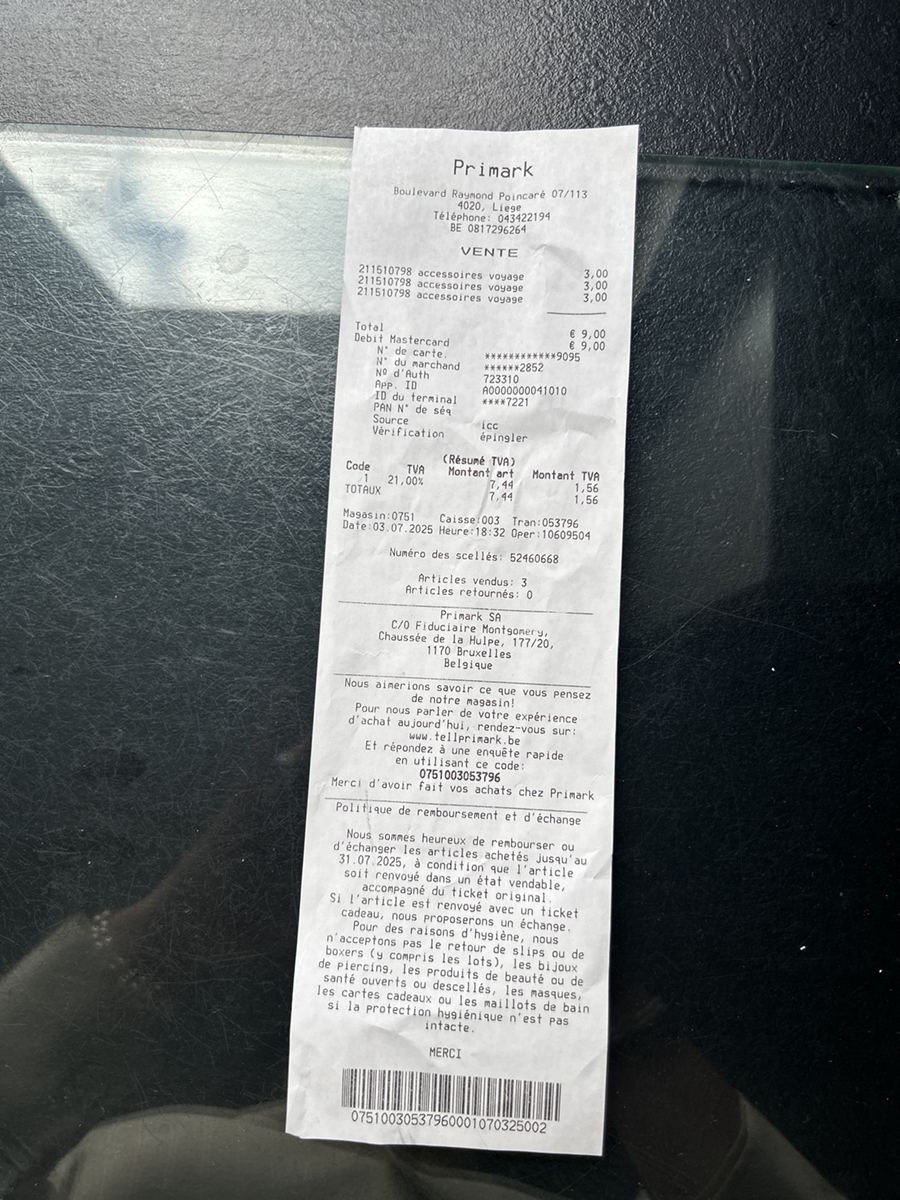 Primark
Boulevard Raymond Poincaré 07/113
4020, Liege
Téléphone: 043422194
BE 0817296264
VENTE
211510798 accessoires voyage 3,00
211510798 accessoires voyage 3,00
211510798 accessoires voyage 3,00
Total € 9,00
Debit Mastercard € 9,00
N° de carte. ************9095
N° du marchand ******2852
Nº d'Auth 723310
App. ID A0000000041010
ID du terminal ****7221
PAN N° de séq
Source icc
Vérification épingler
(Résumé TVA)
Code TVA Montant art Montant TVA
1 21,00% 7,44 1,56
TOTAUX 7,44 1,56
Magasin:0751 Caisse:003 Tran:053796
Date:03.07.2025 Heure:18:32 Oper:10609504
Numéro des scellés: 52460668
Articles vendus: 3
Articles retournés: 0
Primark SA
C/O Fiduciaire Montgomery,
Chaussée de la Hulpe, 177/20,
1170 Bruxelles
Belgique
Nous aimerions savoir ce que vous pensez
de notre magasin!
Pour nous parler de votre expérience
d'achat aujourd'hui, rendez-vous sur:
www.tellprimark.be
Et répondez à une enquête rapide
en utilisant ce code:
0751003053796
Merci d'avoir fait vos achats chez Primark
Politique de remboursement et d'échange
Nous sommes heureux de rembourser ou
d'échanger les articles achetés jusqu'au
31.07.2025, à condition que l'article
soit renvoyé dans un état vendable,
accompagné du ticket original.
Si l'article est renvoyé avec un ticket
cadeau, nous proposerons un échange.
Pour des raisons d'hygiène, nous
n'acceptons pas le retour de slips ou de
boxers (y compris les lots), les bijoux
de piercing, les produits de beauté ou de
santé ouverts ou descellés, les masques,
les cartes cadeaux ou les maillots de bain
si la protection hygiénique n'est pas
intacte.
MERCI
07510030537960001070325002